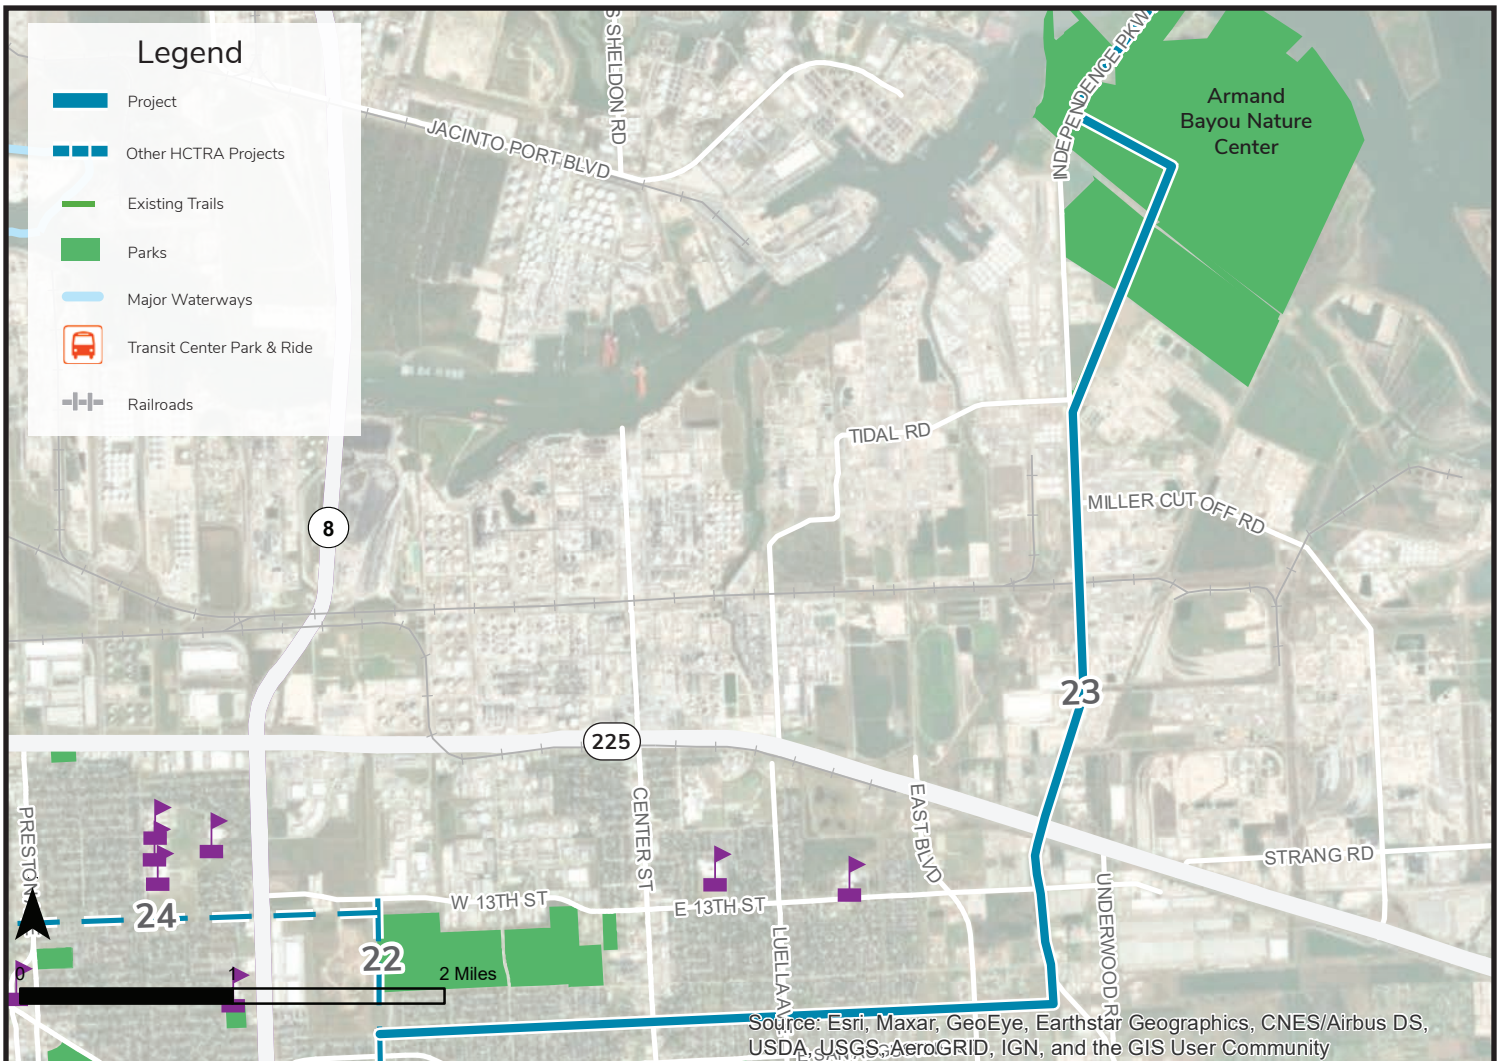 Legend
Project
Other HCTRA Projects
Existing Trails
Parks
Major Waterways
Transit Center Park & Ride
Railroads
S SHELDON RD
JACINTO PORT BLVD
INDEPENDENCE PKWY
Armand
Bayou Nature
Center
TIDAL RD
MILLER CUT OFF RD
8
23
225
PRESTON
CENTER ST
EAST BLVD
STRANG RD
W 13TH ST
E 13TH ST
UNDERWOOD R
LUELLA AV
24
22
0
1
2 Miles
Source: Esri, Maxar, GeoEye, Earthstar Geographics, CNES/Airbus DS,
USDA, USGS, AeroGRID, IGN, and the GIS User Community